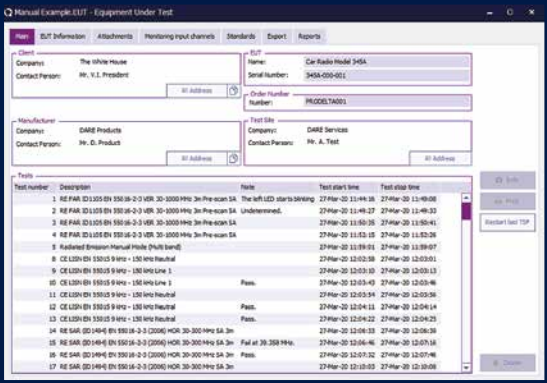 Manual Example.EUT - Equipment Under Test
Main EUT Information Attachments Monitoring input channels Standards Export Reports
Client
Company: The White House
Contact Person: Mr. V.I. President
Address
EUT
Name: Car Radio Model 345A
Serial Number: 345A-000-001
Order Number
Number: PRODELTA001
Manufacturer
Company: DARE Products
Contact Person: Mr. D. Product
Address
Test Site
Company: DARE Services
Contact Person: Mr. A. Test
Address
Tests
Test number Description Note Test start time Test stop time
1 RE FAR ID1105 EN 55016-2-3 VER 30-1000 MHz 3m Pre-scan SA The left LED starts blinking 27-Mar-20 11:44:16 27-Mar-20 11:49:08
2 RE FAR ID1105 EN 55016-2-3 VER 30-1000 MHz 3m Pre-scan SA Undetermined. 27-Mar-20 11:49:27 27-Mar-20 11:49:33
3 RE FAR ID1105 EN 55016-2-3 VER 30-1000 MHz 3m Pre-scan SA 27-Mar-20 11:50:35 27-Mar-20 11:50:41
4 RE FAR ID1105 EN 55016-2-3 VER 30-1000 MHz 3m Pre-scan SA 27-Mar-20 11:52:15 27-Mar-20 11:52:26
5 Radiated Emission Manual Mode (Multi band) 27-Mar-20 11:59:01 27-Mar-20 11:59:07
8 CE LISN EN 55015 9 kHz - 150 kHz Neutral 27-Mar-20 12:02:58 27-Mar-20 12:03:01
9 CE LISN EN 55015 9 kHz - 150 kHz Line 1 27-Mar-20 12:03:10 27-Mar-20 12:03:13
10 CE LISN EN 55015 9 kHz - 150 kHz Line 1 Pass. 27-Mar-20 12:03:43 27-Mar-20 12:03:46
11 CE LISN EN 55015 9 kHz - 150 kHz Neutral 27-Mar-20 12:03:54 27-Mar-20 12:03:56
12 CE LISN EN 55015 9 kHz - 150 kHz Neutral Pass. 27-Mar-20 12:04:11 27-Mar-20 12:04:14
13 CE LISN EN 55015 9 kHz - 150 kHz Neutral Pass. 27-Mar-20 12:04:22 27-Mar-20 12:04:25
14 RE SAR (ID1494) EN 55016-2-3 (2006) HOR 30-300 MHz SA 3m 27-Mar-20 12:06:33 27-Mar-20 12:06:39
15 RE SAR (ID1494) EN 55016-2-3 (2006) HOR 30-300 MHz SA 3m Fail at 39.358 MHz. 27-Mar-20 12:06:46 27-Mar-20 12:07:16
16 RE SAR (ID1494) EN 55016-2-3 (2006) HOR 30-300 MHz SA 3m Pass. 27-Mar-20 12:07:32 27-Mar-20 12:07:46
17 RE SAR (ID1494) EN 55016-2-3 (2006) HOR 30-300 MHz SA 3m 27-Mar-20 12:10:03 27-Mar-20 12:10:08
Print
Restart last TSP